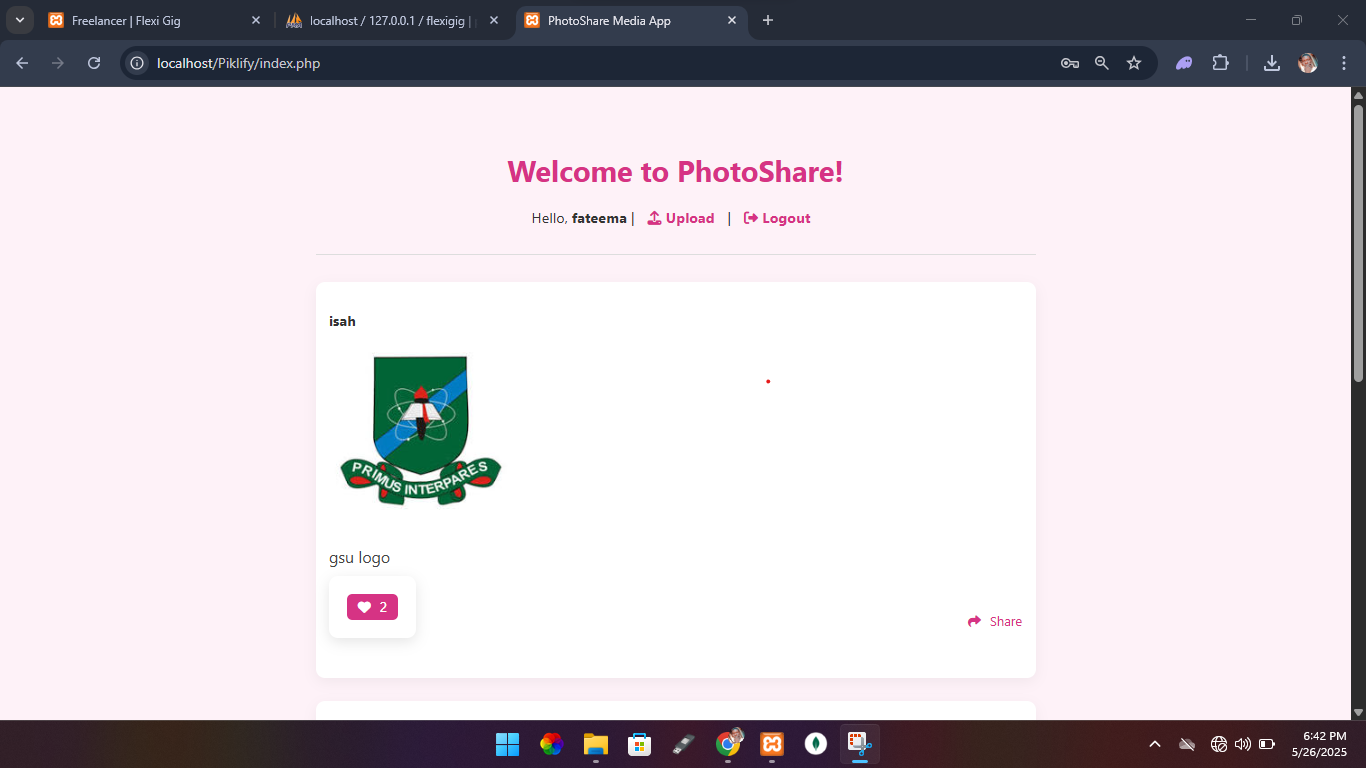 Freelancer | Flexi Gig
localhost / 127.0.0.1 / flexigig |
PhotoShare Media App
localhost/Piklify/index.php
Welcome to PhotoShare!
Hello, fateema | Upload | Logout
isah
PRIMUS INTERPARES
gsu logo
2
Share
6:42 PM
5/26/2025